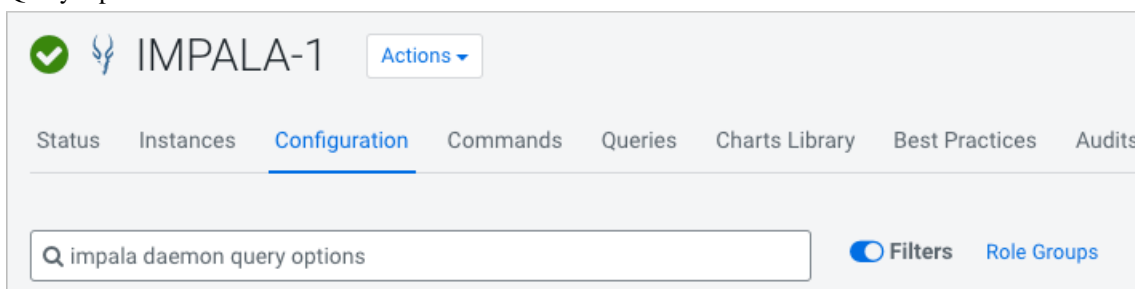 IMPALA-1 Actions
Status Instances Configuration Commands Queries Charts Library Best Practices Audits
impala daemon query options Filters Role Groups